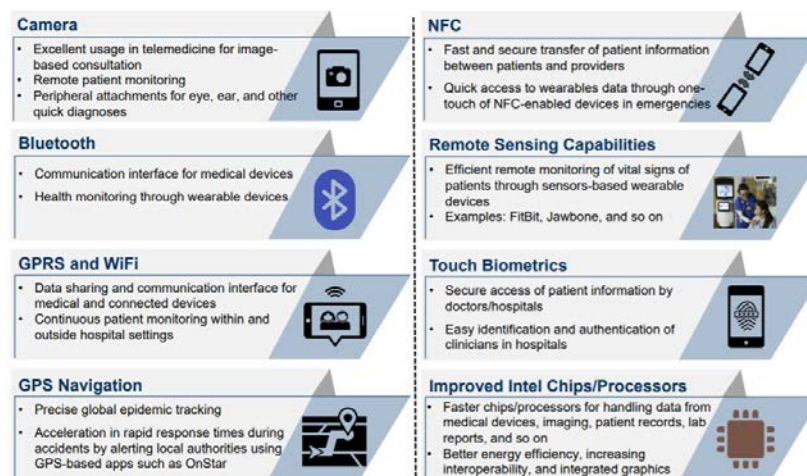 Camera
• Excellent usage in telemedicine for image-
based consultation
• Remote patient monitoring
• Peripheral attachments for eye, ear, and other
quick diagnoses
Bluetooth
• Communication interface for medical devices
• Health monitoring through wearable devices
GPRS and WiFi
• Data sharing and communication interface for
medical and connected devices
• Continuous patient monitoring within and
outside hospital settings
GPS Navigation
• Precise global epidemic tracking
• Acceleration in rapid response times during
accidents by alerting local authorities using
GPS-based apps such as OnStar
NFC
• Fast and secure transfer of patient information
between patients and providers
• Quick access to wearables data through one-
touch of NFC-enabled devices in emergencies
Remote Sensing Capabilities
• Efficient remote monitoring of vital signs of
patients through sensors-based wearable
devices
• Examples: FitBit, Jawbone, and so on
Touch Biometrics
• Secure access of patient information by
doctors/hospitals
• Easy identification and authentication of
clinicians in hospitals
Improved Intel Chips/Processors
• Faster chips/processors for handling data from
medical devices, imaging, patient records, lab
reports, and so on
• Better energy efficiency, increasing
interoperability, and integrated graphics